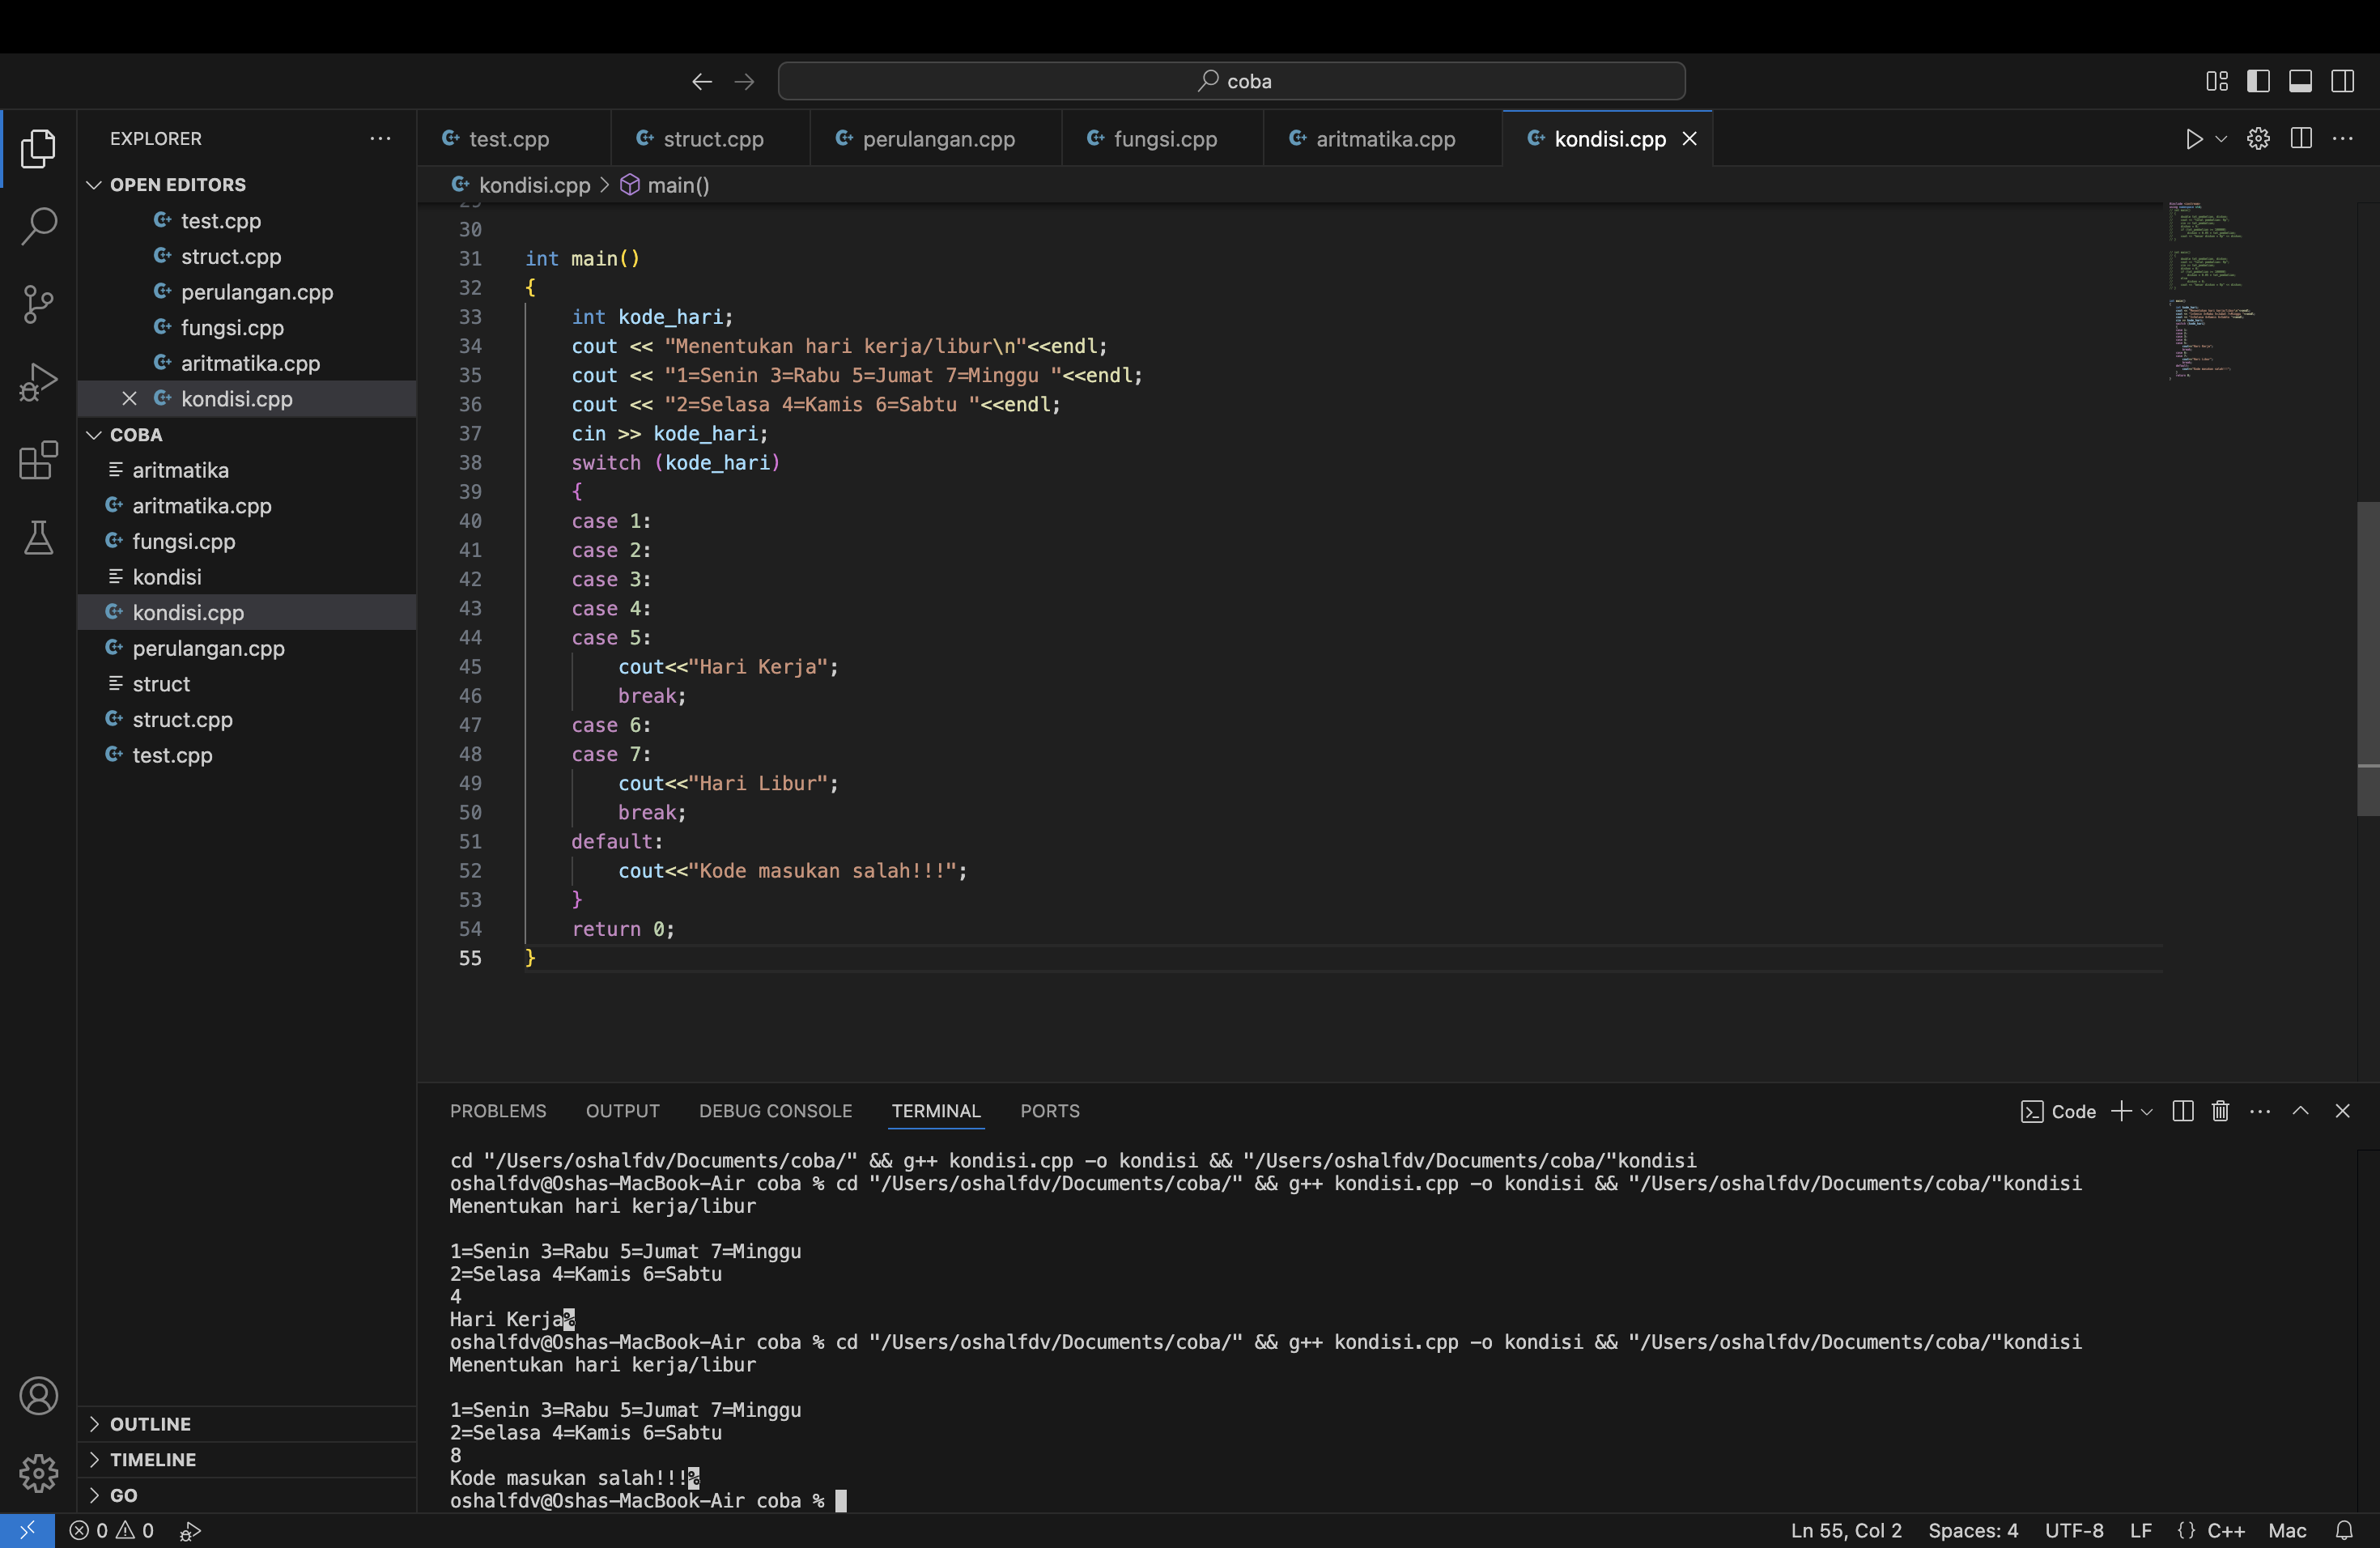 coba
EXPLORER
OPEN EDITORS
test.cpp
struct.cpp
perulangan.cpp
fungsi.cpp
aritmatika.cpp
kondisi.cpp
COBA
aritmatika
aritmatika.cpp
fungsi.cpp
kondisi
kondisi.cpp
perulangan.cpp
struct
struct.cpp
test.cpp
OUTLINE
TIMELINE
GO
test.cpp struct.cpp perulangan.cpp fungsi.cpp aritmatika.cpp kondisi.cpp
kondisi.cpp > main()
29
30
31 int main()
32 {
33 int kode_hari;
34 cout << "Menentukan hari kerja/libur\n"<<endl;
35 cout << "1=Senin 3=Rabu 5=Jumat 7=Minggu "<<endl;
36 cout << "2=Selasa 4=Kamis 6=Sabtu "<<endl;
37 cin >> kode_hari;
38 switch (kode_hari)
39 {
40 case 1:
41 case 2:
42 case 3:
43 case 4:
44 case 5:
45 cout<<"Hari Kerja";
46 break;
47 case 6:
48 case 7:
49 cout<<"Hari Libur";
50 break;
51 default:
52 cout<<"Kode masukan salah!!!";
53 }
54 return 0;
55 }
PROBLEMS OUTPUT DEBUG CONSOLE TERMINAL PORTS
Code
cd "/Users/oshalfdv/Documents/coba/" && g++ kondisi.cpp -o kondisi && "/Users/oshalfdv/Documents/coba/"kondisi
oshalfdv@Oshas-MacBook-Air coba % cd "/Users/oshalfdv/Documents/coba/" && g++ kondisi.cpp -o kondisi && "/Users/oshalfdv/Documents/coba/"kondisi
Menentukan hari kerja/libur
1=Senin 3=Rabu 5=Jumat 7=Minggu
2=Selasa 4=Kamis 6=Sabtu
4
Hari Kerja%
oshalfdv@Oshas-MacBook-Air coba % cd "/Users/oshalfdv/Documents/coba/" && g++ kondisi.cpp -o kondisi && "/Users/oshalfdv/Documents/coba/"kondisi
Menentukan hari kerja/libur
1=Senin 3=Rabu 5=Jumat 7=Minggu
2=Selasa 4=Kamis 6=Sabtu
8
Kode masukan salah!!!%
oshalfdv@Oshas-MacBook-Air coba %
0 0
Ln 55, Col 2 Spaces: 4 UTF-8 LF {} C++ Mac